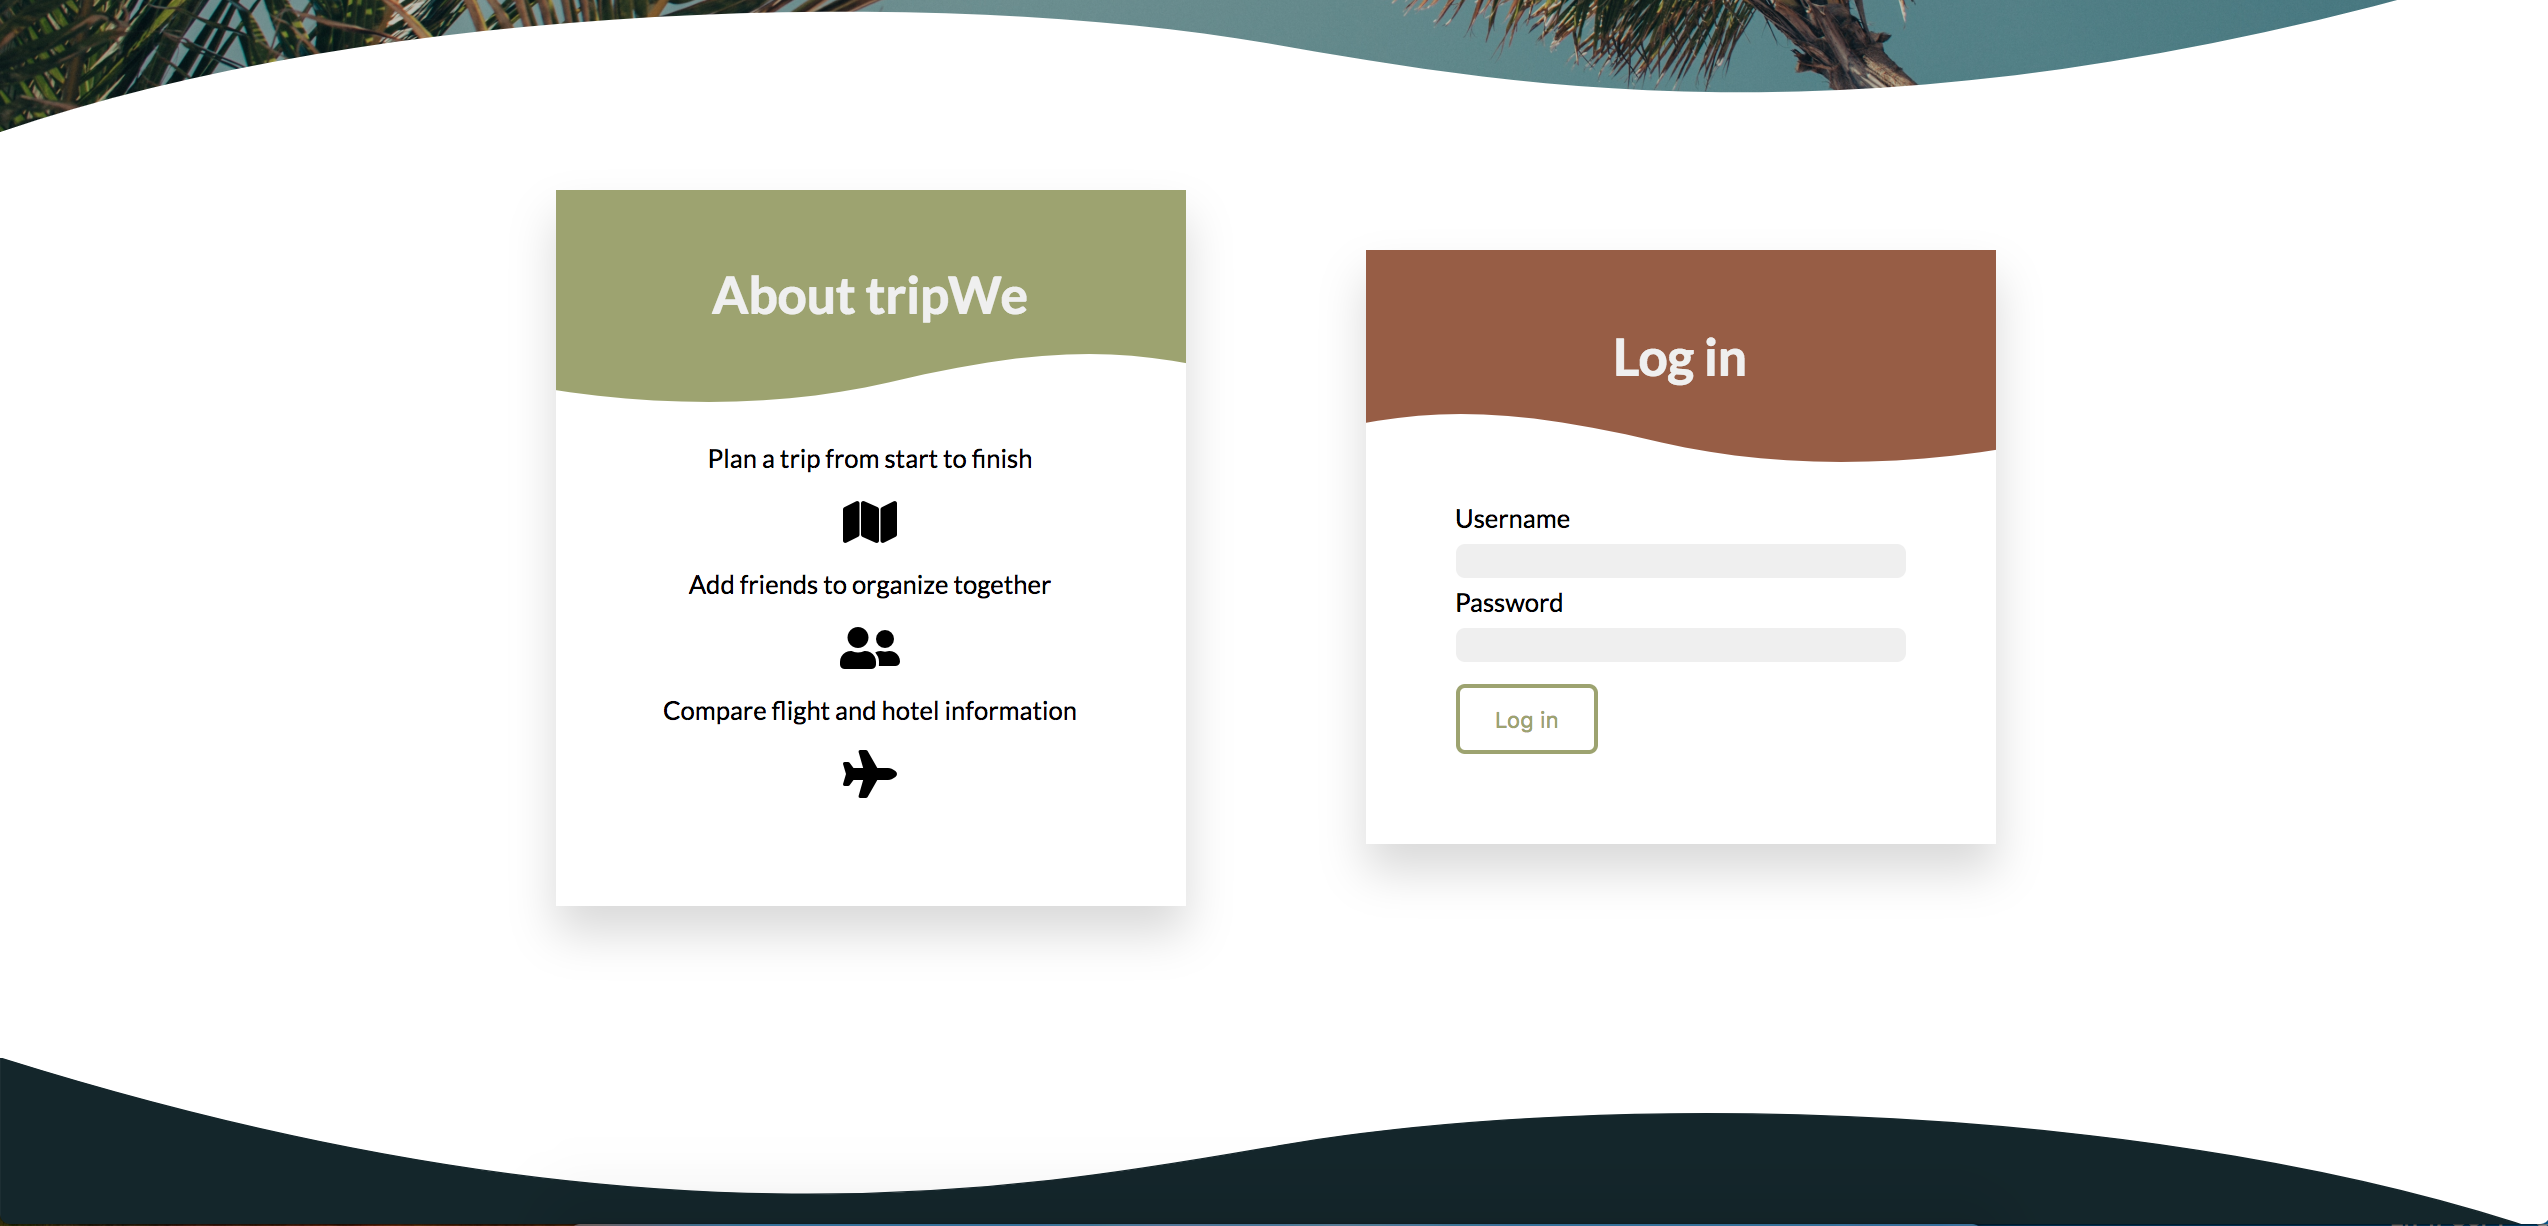 About tripWe
Plan a trip from start to finish
Add friends to organize together
Compare flight and hotel information
Log in
Username
Password
Log in